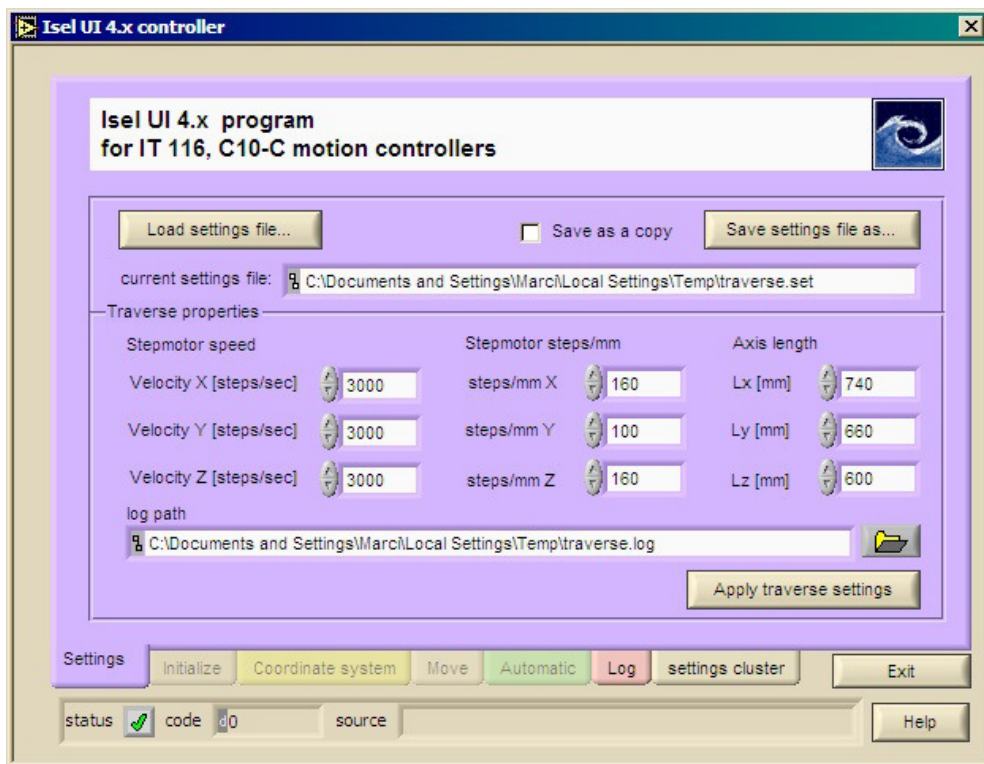 Isel UI 4.x controller
Isel UI 4.x program
for IT 116, C10-C motion controllers
Load settings file...
Save as a copy
Save settings file as...
current settings file: C:\Documents and Settings\Marci\Local Settings\Temp\traverse.set
Traverse properties
Stepmotor speed
Stepmotor steps/mm
Axis length
Velocity X [steps/sec] 3000
steps/mm X 160
Lx [mm] 740
Velocity Y [steps/sec] 3000
steps/mm Y 100
Ly [mm] 660
Velocity Z [steps/sec] 3000
steps/mm Z 160
Lz [mm] 600
log path
C:\Documents and Settings\Marci\Local Settings\Temp\traverse.log
Apply traverse settings
Settings
Initialize
Coordinate system
Move
Automatic
Log
settings cluster
Exit
status
code d0
source
Help